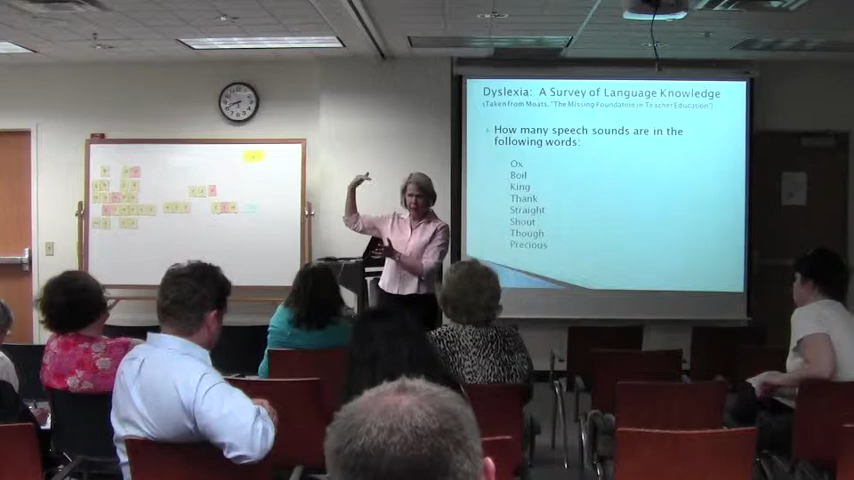 Dyslexia: A Survey of Language Knowledge
(Taken from Moats, "The Missing Foundation in Teacher Education")
How many speech sounds are in the
following words:
Ox
Boil
King
Thank
Straight
Shout
Though
Precious